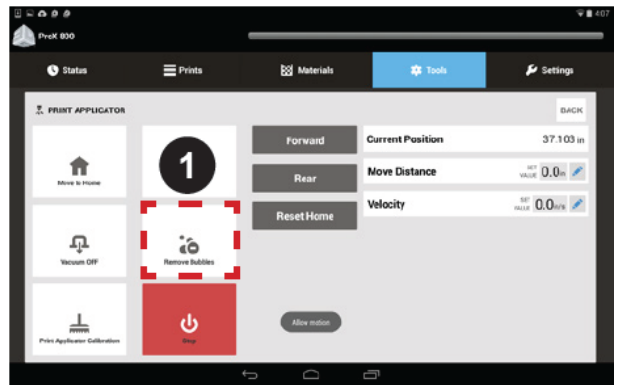 4:07
ProX 800
Status
Prints
Materials
Tools
Settings
PRINT APPLICATOR
BACK
1
Forward
Rear
Reset Home
Current Position
37.103 in
Move Distance
SET VALUE
0.0in
Velocity
SET VALUE
0.0in/s
Move to Home
Vacuum OFF
Remove Bubbles
Print Applicator Calibration
Stop
Allow motion